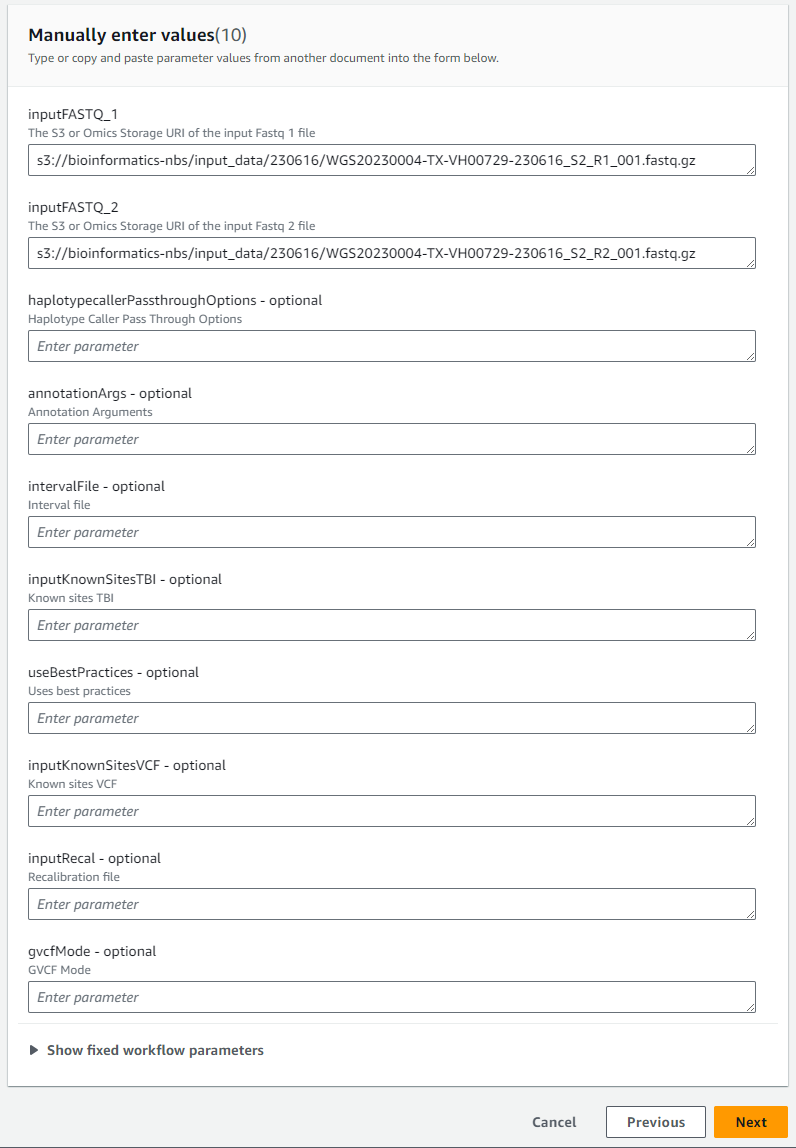 Manually enter values(10)
Type or copy and paste parameter values from another document into the form below.
inputFASTQ_1
The S3 or Omics Storage URI of the input Fastq 1 file
s3://bioinformatics-nbs/input_data/230616/WGS20230004-TX-VH00729-230616_S2_R1_001.fastq.gz
inputFASTQ_2
The S3 or Omics Storage URI of the input Fastq 2 file
s3://bioinformatics-nbs/input_data/230616/WGS20230004-TX-VH00729-230616_S2_R2_001.fastq.gz
haplotypecallerPassthroughOptions - optional
Haplotype Caller Pass Through Options
Enter parameter
annotationArgs - optional
Annotation Arguments
Enter parameter
intervalFile - optional
Interval file
Enter parameter
inputKnownSitesTBI - optional
Known sites TBI
Enter parameter
useBestPractices - optional
Uses best practices
Enter parameter
inputKnownSitesVCF - optional
Known sites VCF
Enter parameter
inputRecal - optional
Recalibration file
Enter parameter
gvcfMode - optional
GVCF Mode
Enter parameter
Show fixed workflow parameters
Cancel Previous Next